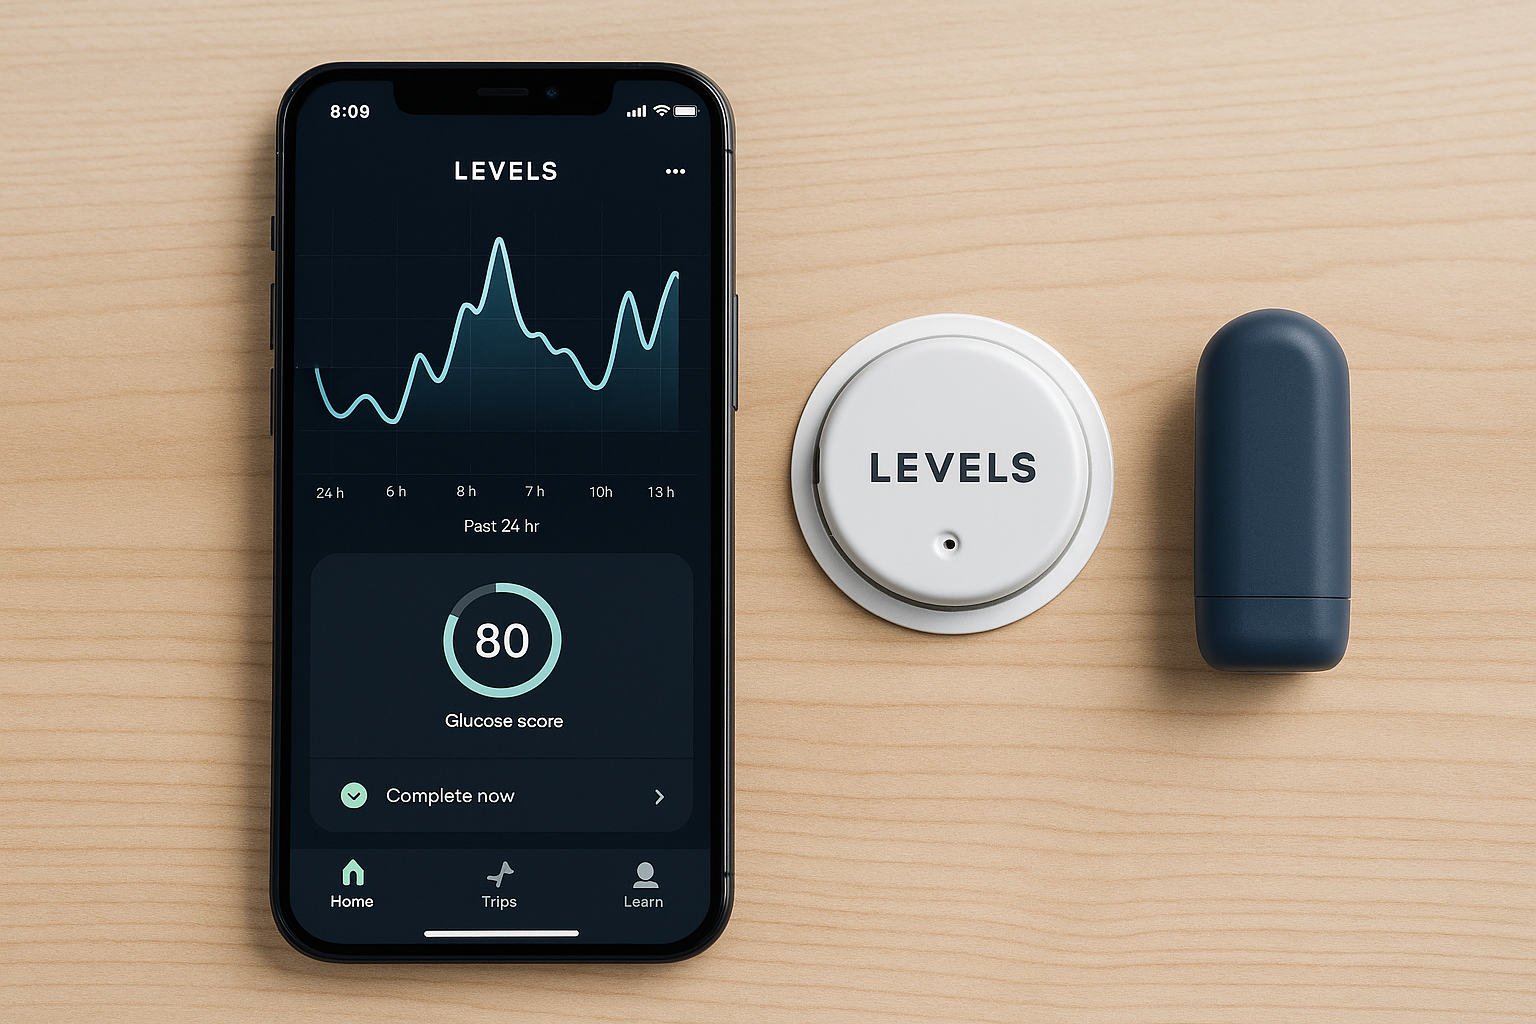 8:09
LEVELS
24 h 6 h 8 h 7 h 10h 13 h
Past 24 hr
80
Glucose score
Complete now
Home Trips Learn
LEVELS